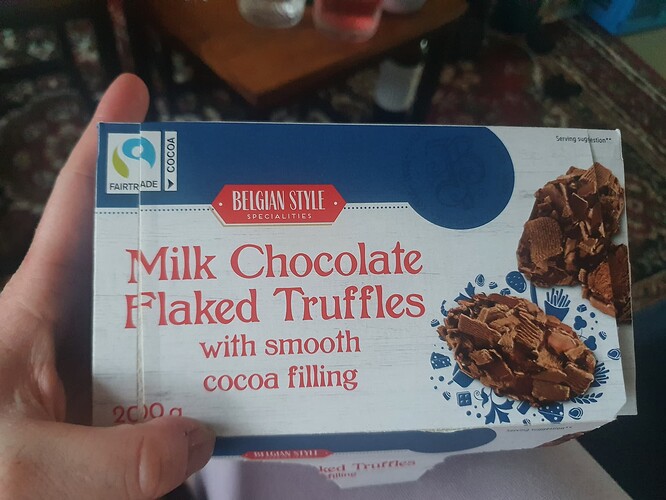 Serving suggestion**
FAIRTRADE
COCOA
BELGIAN STYLE
SPECIALITIES
Milk Chocolate
Flaked Truffles
with smooth
cocoa filling
200 g
BELGIAN STYLE
Truffles
filling